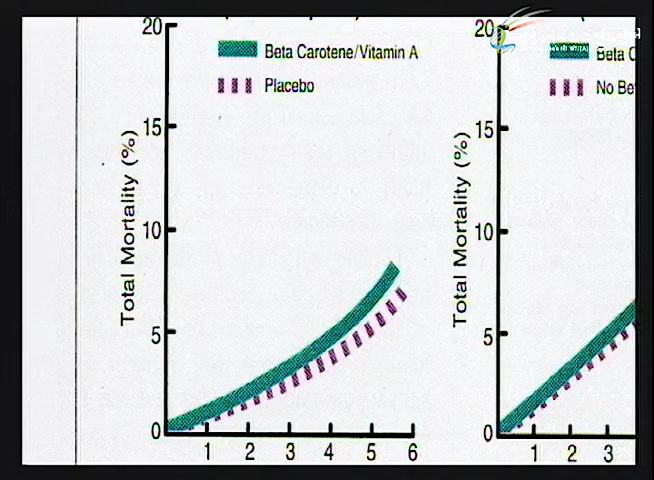 20
Beta Carotene/Vitamin A
Placebo
15
10
5
0
Total Mortality (%)
1 2 3 4 5 6
20
Beta C
No Be
15
10
5
0
Total Mortality (%)
1 2 3